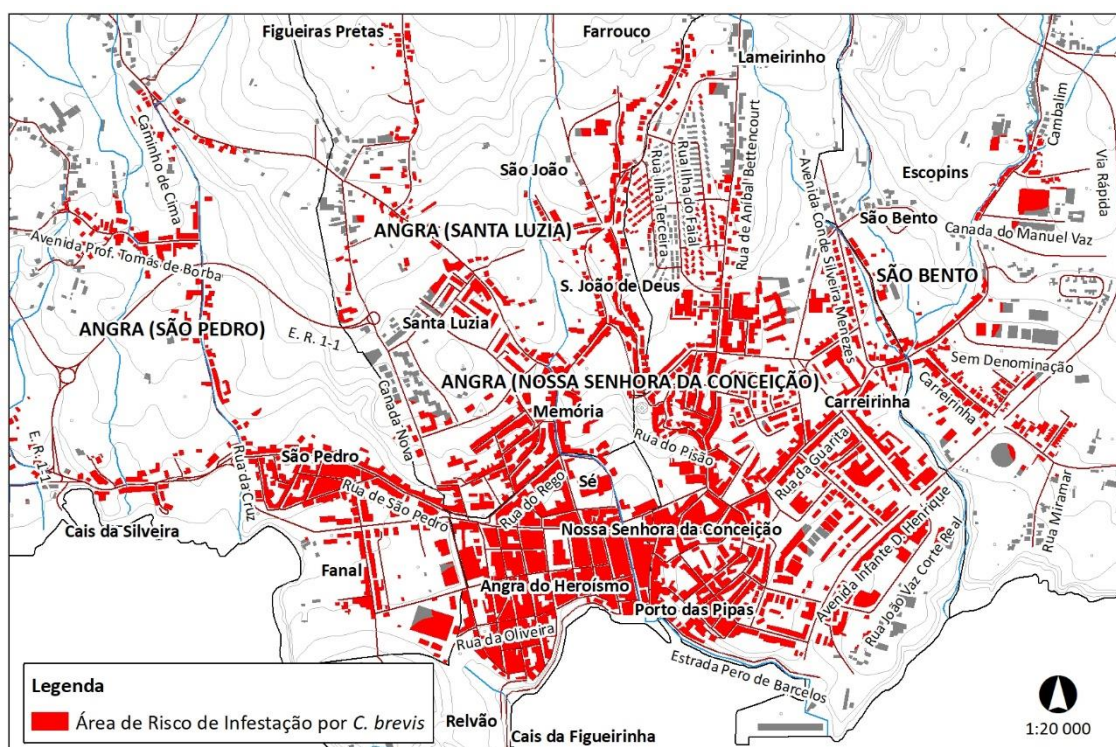 Figueiras Pretas
Farrouco
Lameirinho
Caminho de Cima
Cambalim
Via Rápida
São João
Rua Ilha Terceira
Rua Ilha do Faial
Rua de Aníbal Bettencourt
Avenida Conde Silveira Menezes
Escopins
São Bento
Canada do Manuel Vaz
ANGRA (SANTA LUZIA)
Avenida Prof. Tomás de Borba
SÃO BENTO
S. João de Deus
ANGRA (SÃO PEDRO)
E. R. 1-1
Santa Luzia
Sem Denominação
ANGRA (NOSSA SENHORA DA CONCEIÇÃO)
Canada Nova
Memória
Carreirinha
Carreirinha
E. R. 1-1
Rua da Cruz
São Pedro
Rua do Pisão
Rua da Guarita
Rua de São Pedro
Rua do Rego
Sé
Cais da Silveira
Nossa Senhora da Conceição
Avenida Infante D. Henrique
Rua João Vaz Corte Real
Rua Miramar
Fanal
Angra do Heroísmo
Porto das Pipas
Rua da Oliveira
Estrada Pero de Barcelos
Legenda
Área de Risco de Infestação por C. brevis
Relvão
Cais da Figueirinha
1:20 000